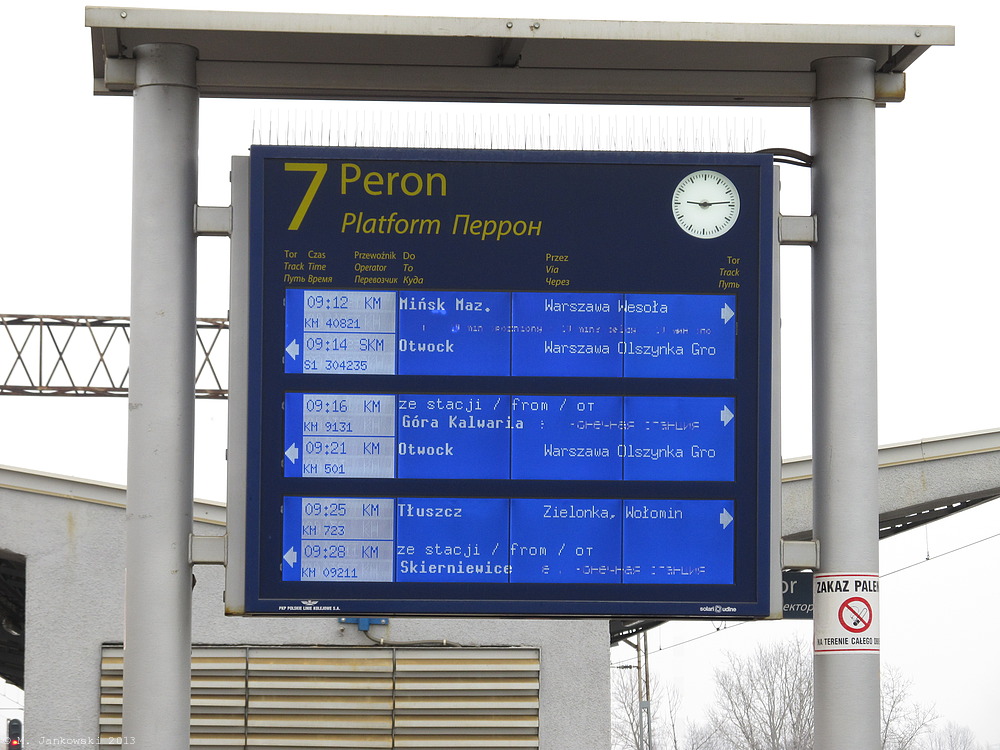 7 Peron
Platform Перрон
Tor Czas Przewoźnik Do Przez Tor
Track Time Operator To Via Track
Путь Время Перевозчик Куда Через Путь
09:12 KM Mińsk Maz. Warszawa Wesoła
KM 40821
09:14 SKM Otwock Warszawa Olszynka Gro
S1 304235
09:16 KM ze stacji / from / от
KM 9131 Góra Kalwaria
09:21 KM Otwock Warszawa Olszynka Gro
KM 501
09:25 KM Tłuszcz Zielonka, Wołomin
KM 723
09:28 KM ze stacji / from / от
KM 09211 Skierniewice
PKP POLSKIE LINIE KOLEJOWE S.A. solari udine
ZAKAZ PALE
NA TERENIE CAŁEGO
© M. Jankowski 2013